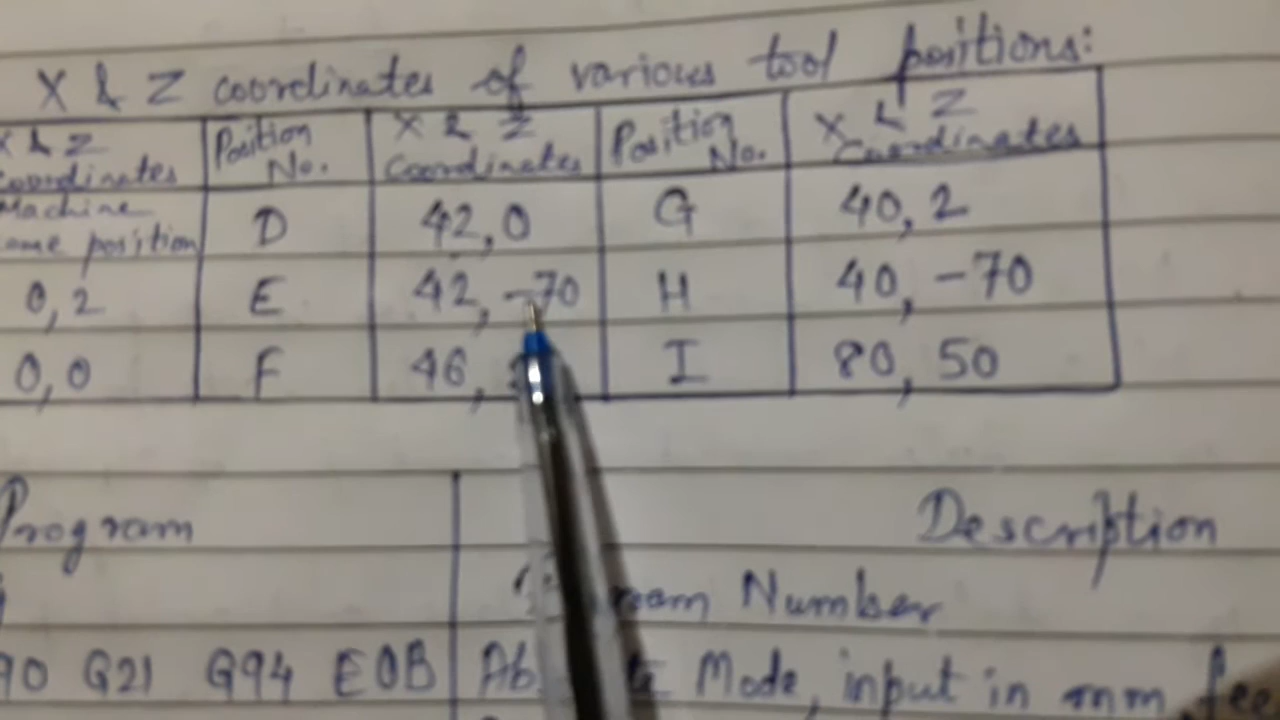 X & Z coordinates of various tool positions:
X & Z Coordinates Position No. X & Z Coordinates Position No. X & Z Coordinates
Machine position D 42,0 G 40,2
0,2 E 42,-70 H 40,-70
0,0 F 46, I 80,50
Program Description
Number
G21 G94 EOB Mode, input in mm,